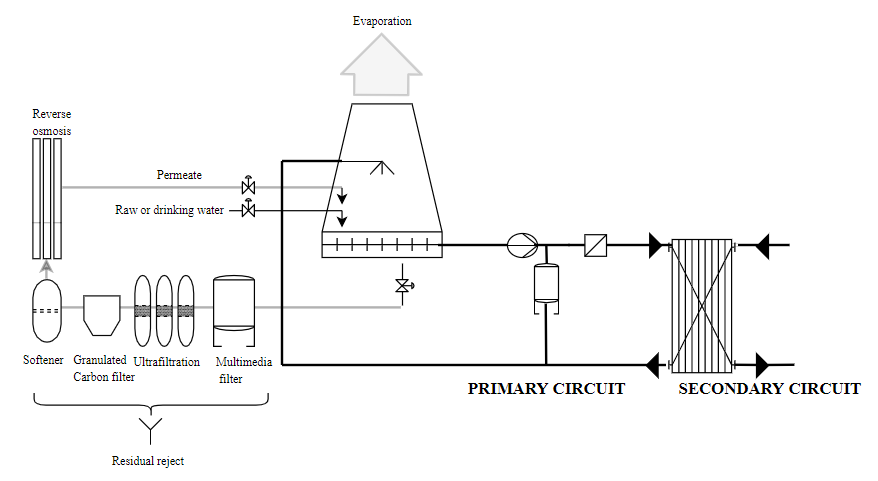 Evaporation
Reverse
osmosis
Permeate
Raw or drinking water
Softener
Granulated
Carbon filter
Ultrafiltration
Multimedia
filter
PRIMARY CIRCUIT
SECONDARY CIRCUIT
Residual reject